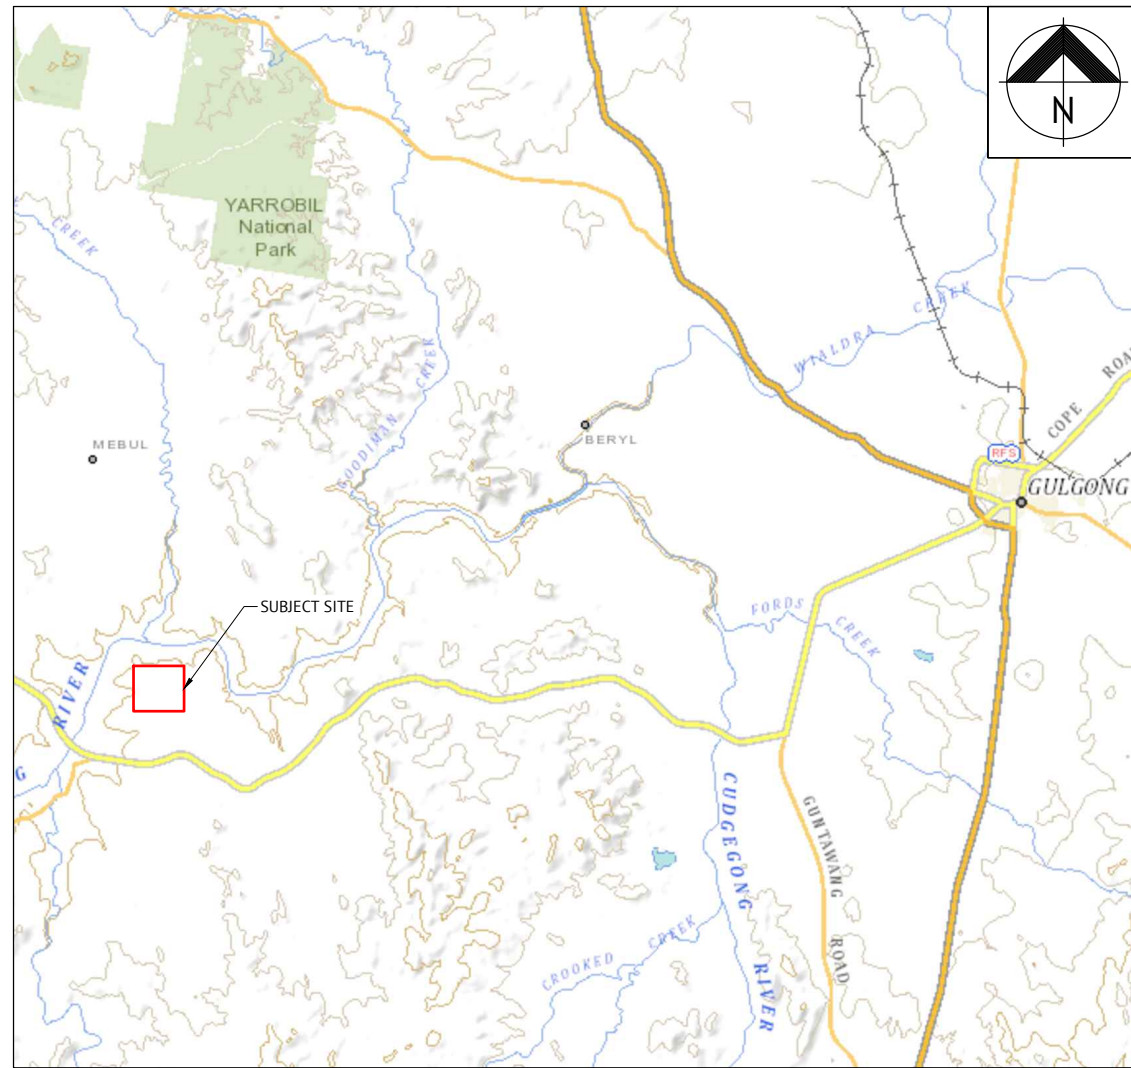 N
YARROBIL
National
Park
CREEK
GOODIMAN CREEK
WIALDRA CREEK
COPE ROA
MEBUL
BERYL
RFS
GULGONG
SUBJECT SITE
FORDS CREEK
RIVER
G
CUDGEGONG RIVER
GUNTAWANG ROAD
CROOKED CREEK